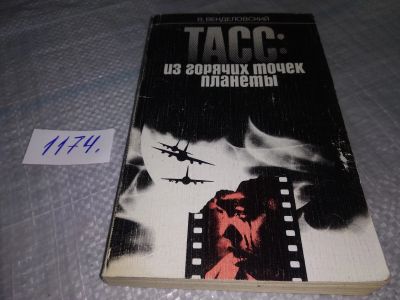 В. ВЕНДЕЛОВСКИЙ
ТАСС:
из горячих точек
планеты
1174.